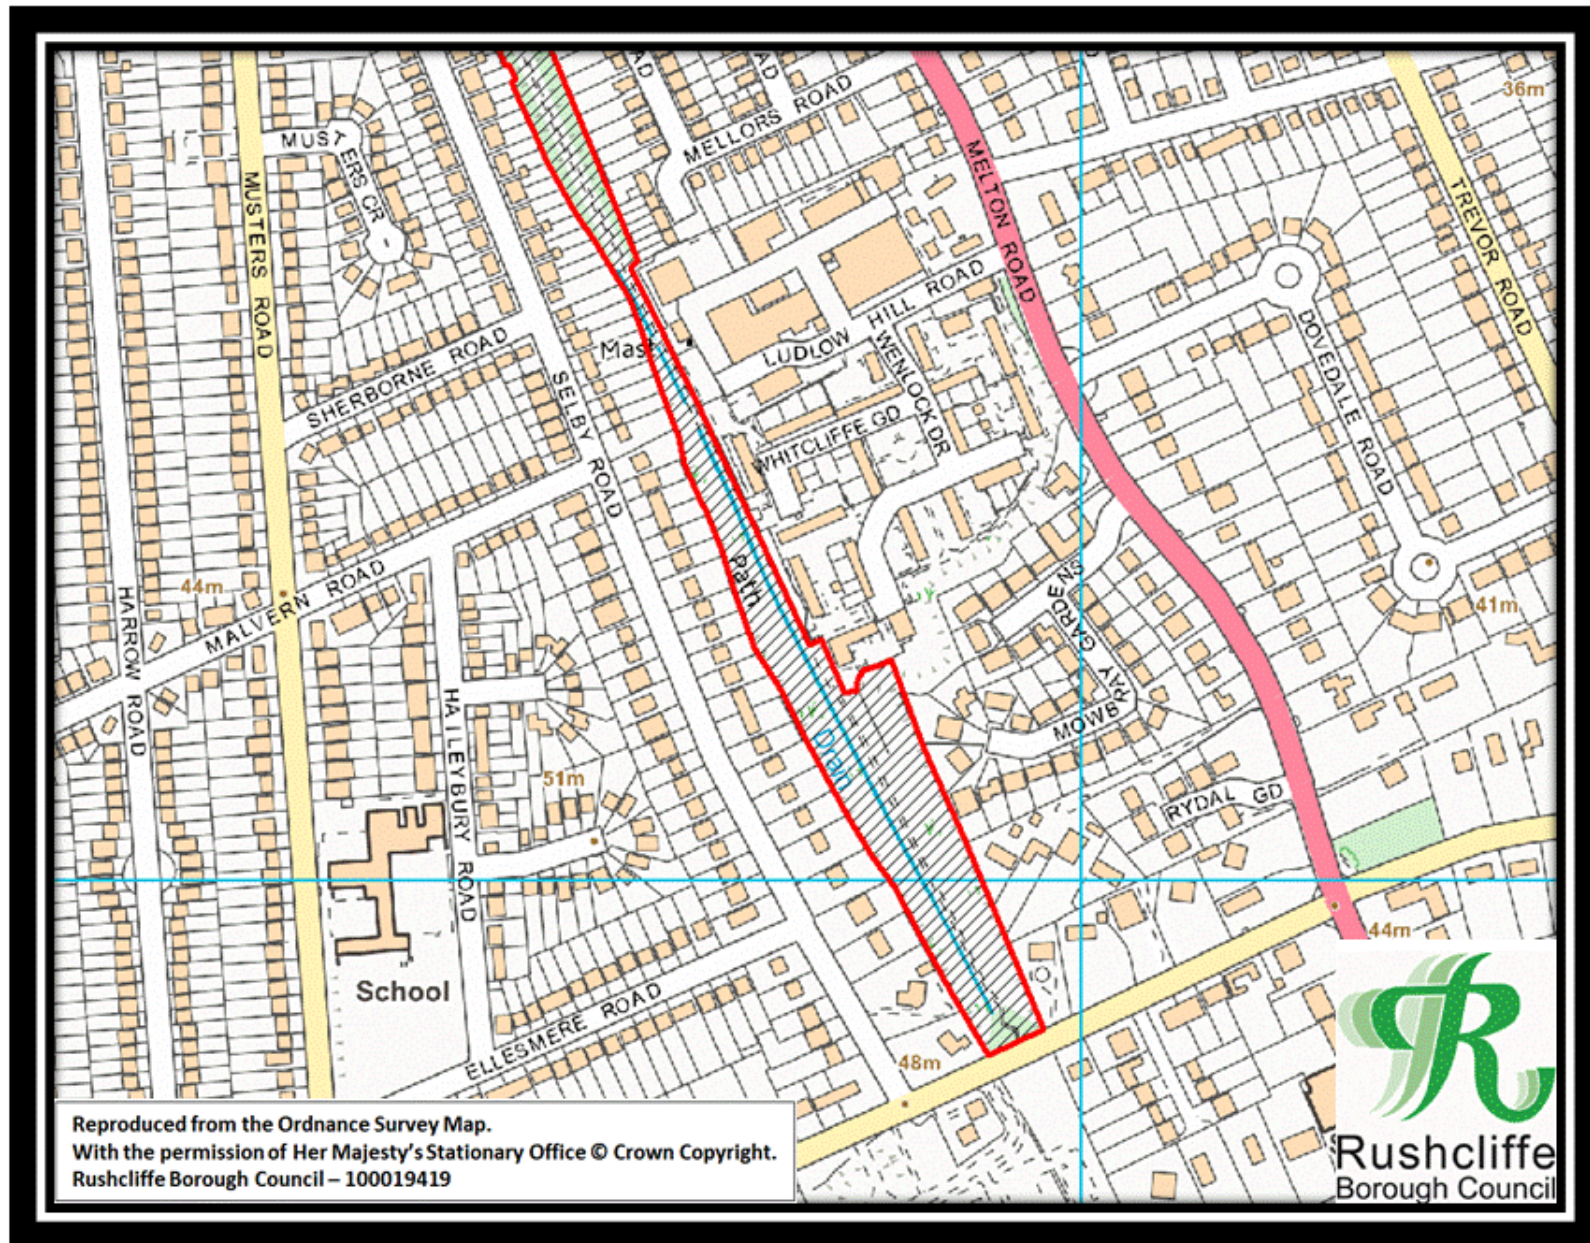 AD
AD
MELLORS ROAD
36m
MUSTERS CR
MUSTERS ROAD
MELTON ROAD
TREVOR ROAD
LUDLOW HILL ROAD
Mast
SHERBORNE ROAD
SELBY ROAD
WENLOCK DR
WHITCLIFFE GD
DOVEDALE ROAD
44m
MALVERN ROAD
HARROW ROAD
Path
MOWBRAY GARDENS
41m
HAILEYBURY ROAD
51m
Drain
RYDAL GD
44m
School
ELLESMERE ROAD
48m
Reproduced from the Ordnance Survey Map.
With the permission of Her Majesty's Stationary Office © Crown Copyright.
Rushcliffe Borough Council – 100019419
R
Rushcliffe
Borough Council